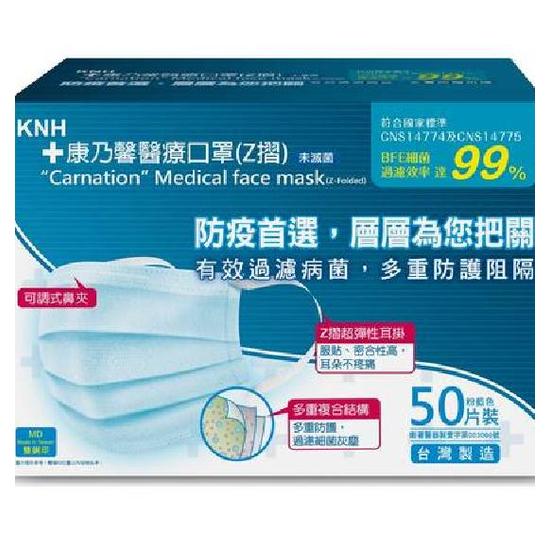 KNH
康乃馨醫療口罩(Z摺) 未滅菌
“Carnation” Medical face mask(Z-Folded)
符合國家標準
CNS14774及CNS14775
BFE細菌
過濾效率 達 99%
防疫首選，層層為您把關
有效過濾病菌，多重防護阻隔
可調式鼻夾
Z摺超彈性耳掛
服貼、密合性高，
耳朵不疼痛
多重複合結構
多重防護，
過濾細菌灰塵
50 粉藍色
片裝
台灣製造
MD
Made in Taiwan
雙鋼印